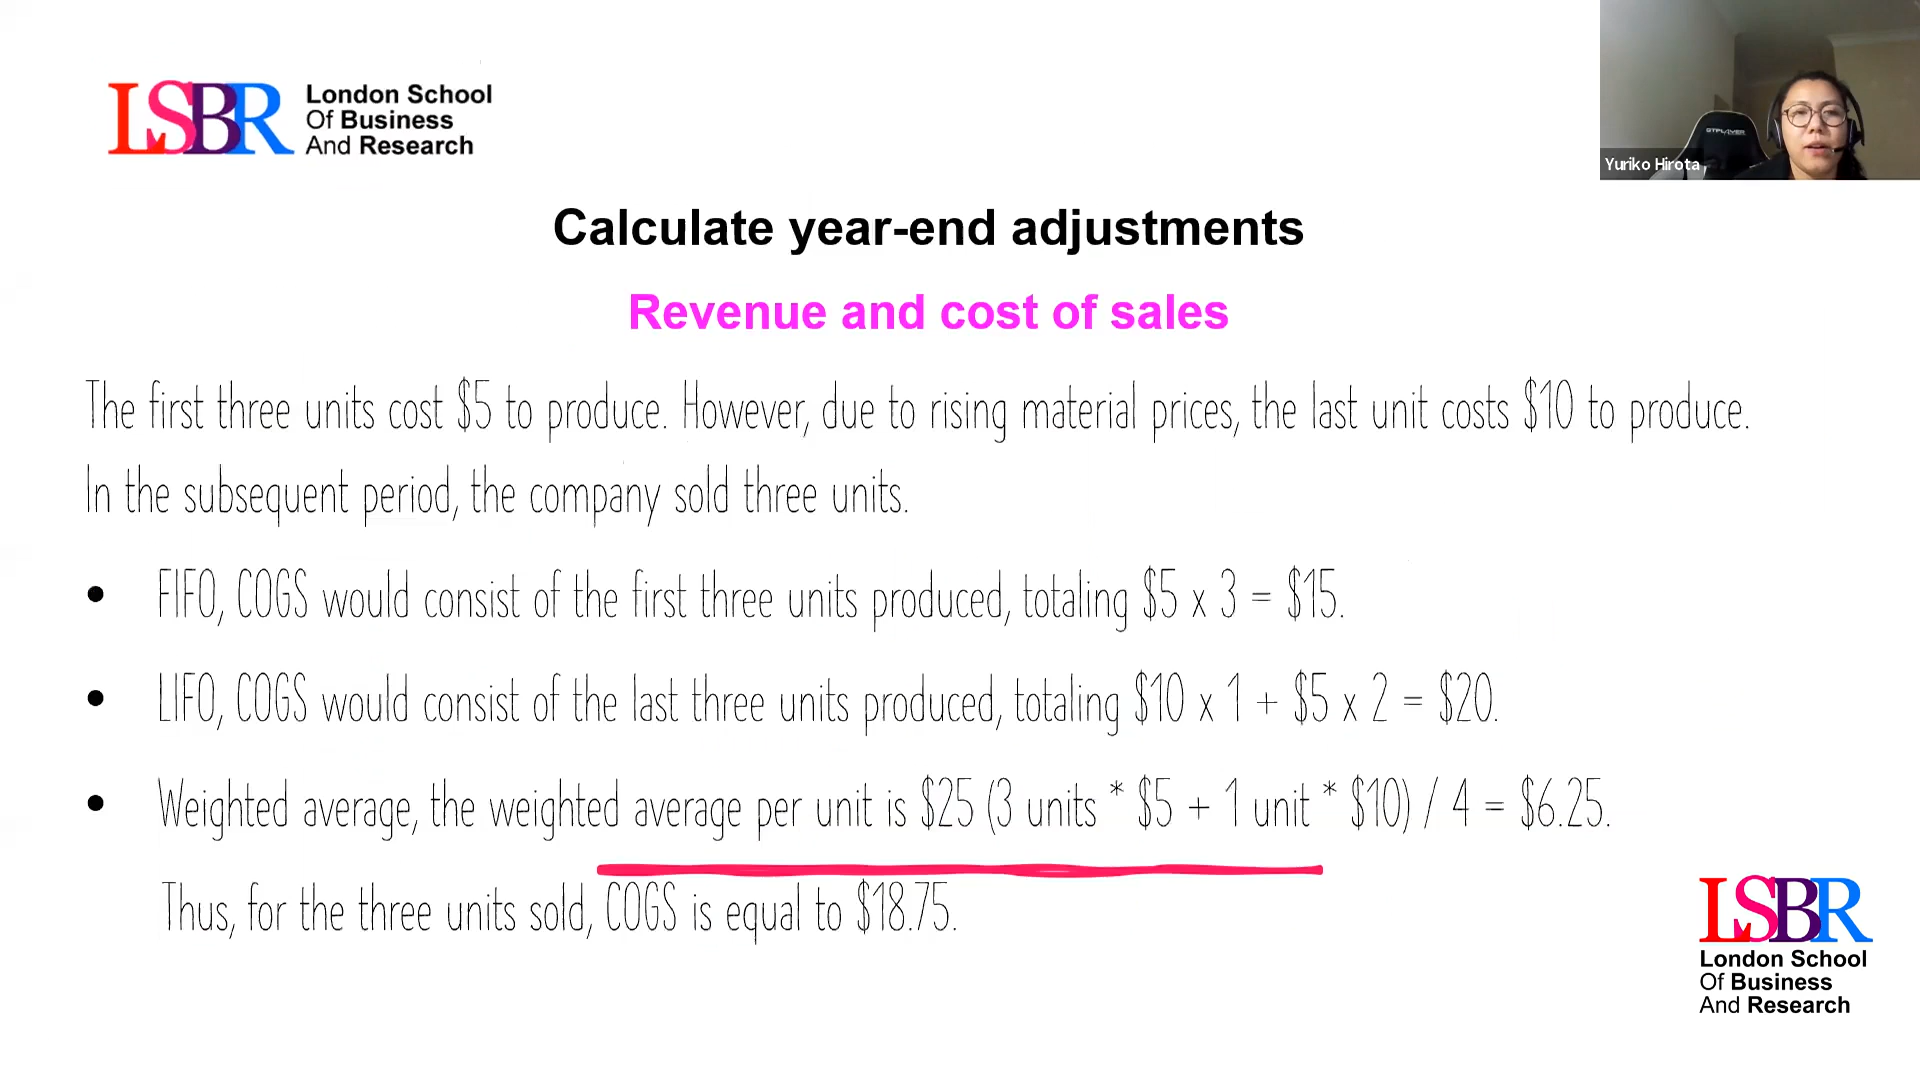 LSBR London School
Of Business
And Research
GTPLAYER
Yuriko Hirota
Calculate year-end adjustments
Revenue and cost of sales
The first three units cost $5 to produce. However, due to rising material prices, the last unit costs $10 to produce.
In the subsequent period, the company sold three units.
• FIFO, COGS would consist of the first three units produced, totaling $5 x 3 = $15.
• LIFO, COGS would consist of the last three units produced, totaling $10 x 1 + $5 x 2 = $20.
• Weighted average, the weighted average per unit is $25 (3 units * $5 + 1 unit * $10) / 4 = $6.25.
Thus, for the three units sold, COGS is equal to $18.75.
LSBR
London School
Of Business
And Research